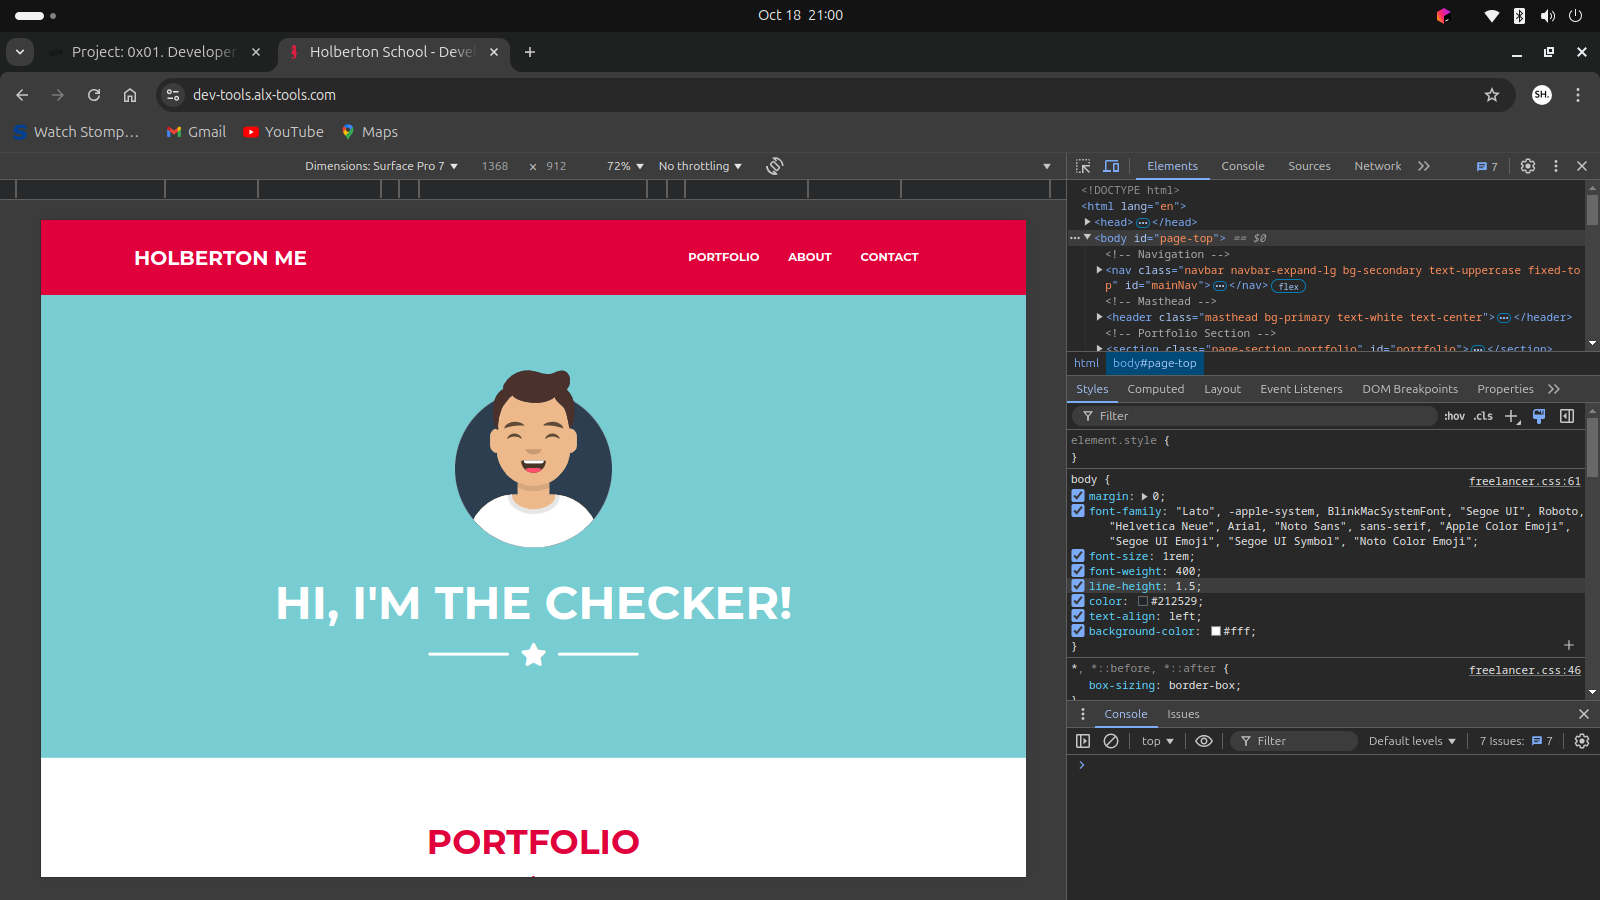 Oct 18 21:00
Project: 0x01. Developer
Holberton School - Deve
dev-tools.alx-tools.com
SH.
Watch Stomp…
Gmail
YouTube
Maps
Dimensions: Surface Pro 7
1368 × 912
72%
No throttling
HOLBERTON ME
PORTFOLIO
ABOUT
CONTACT
HI, I'M THE CHECKER!
PORTFOLIO
Elements
Console
Sources
Network
7
<!DOCTYPE html>
<html lang="en">
<head> … </head>
… <body id="page-top"> == $0
<!-- Navigation -->
<nav class="navbar navbar-expand-lg bg-secondary text-uppercase fixed-to
p" id="mainNav"> … </nav> flex
<!-- Masthead -->
<header class="masthead bg-primary text-white text-center"> … </header>
<!-- Portfolio Section -->
<section class="page-section portfolio" id="portfolio"> … </section>
html
body#page-top
Styles
Computed
Layout
Event Listeners
DOM Breakpoints
Properties
Filter
:hov .cls
element.style {
}
body {
freelancer.css:61
margin: 0;
font-family: "Lato", -apple-system, BlinkMacSystemFont, "Segoe UI", Roboto,
"Helvetica Neue", Arial, "Noto Sans", sans-serif, "Apple Color Emoji",
"Segoe UI Emoji", "Segoe UI Symbol", "Noto Color Emoji";
font-size: 1rem;
font-weight: 400;
line-height: 1.5;
color: #212529;
text-align: left;
background-color: #fff;
}
*, *::before, *::after {
freelancer.css:46
box-sizing: border-box;
}
Console
Issues
top
Filter
Default levels
7 Issues: 7